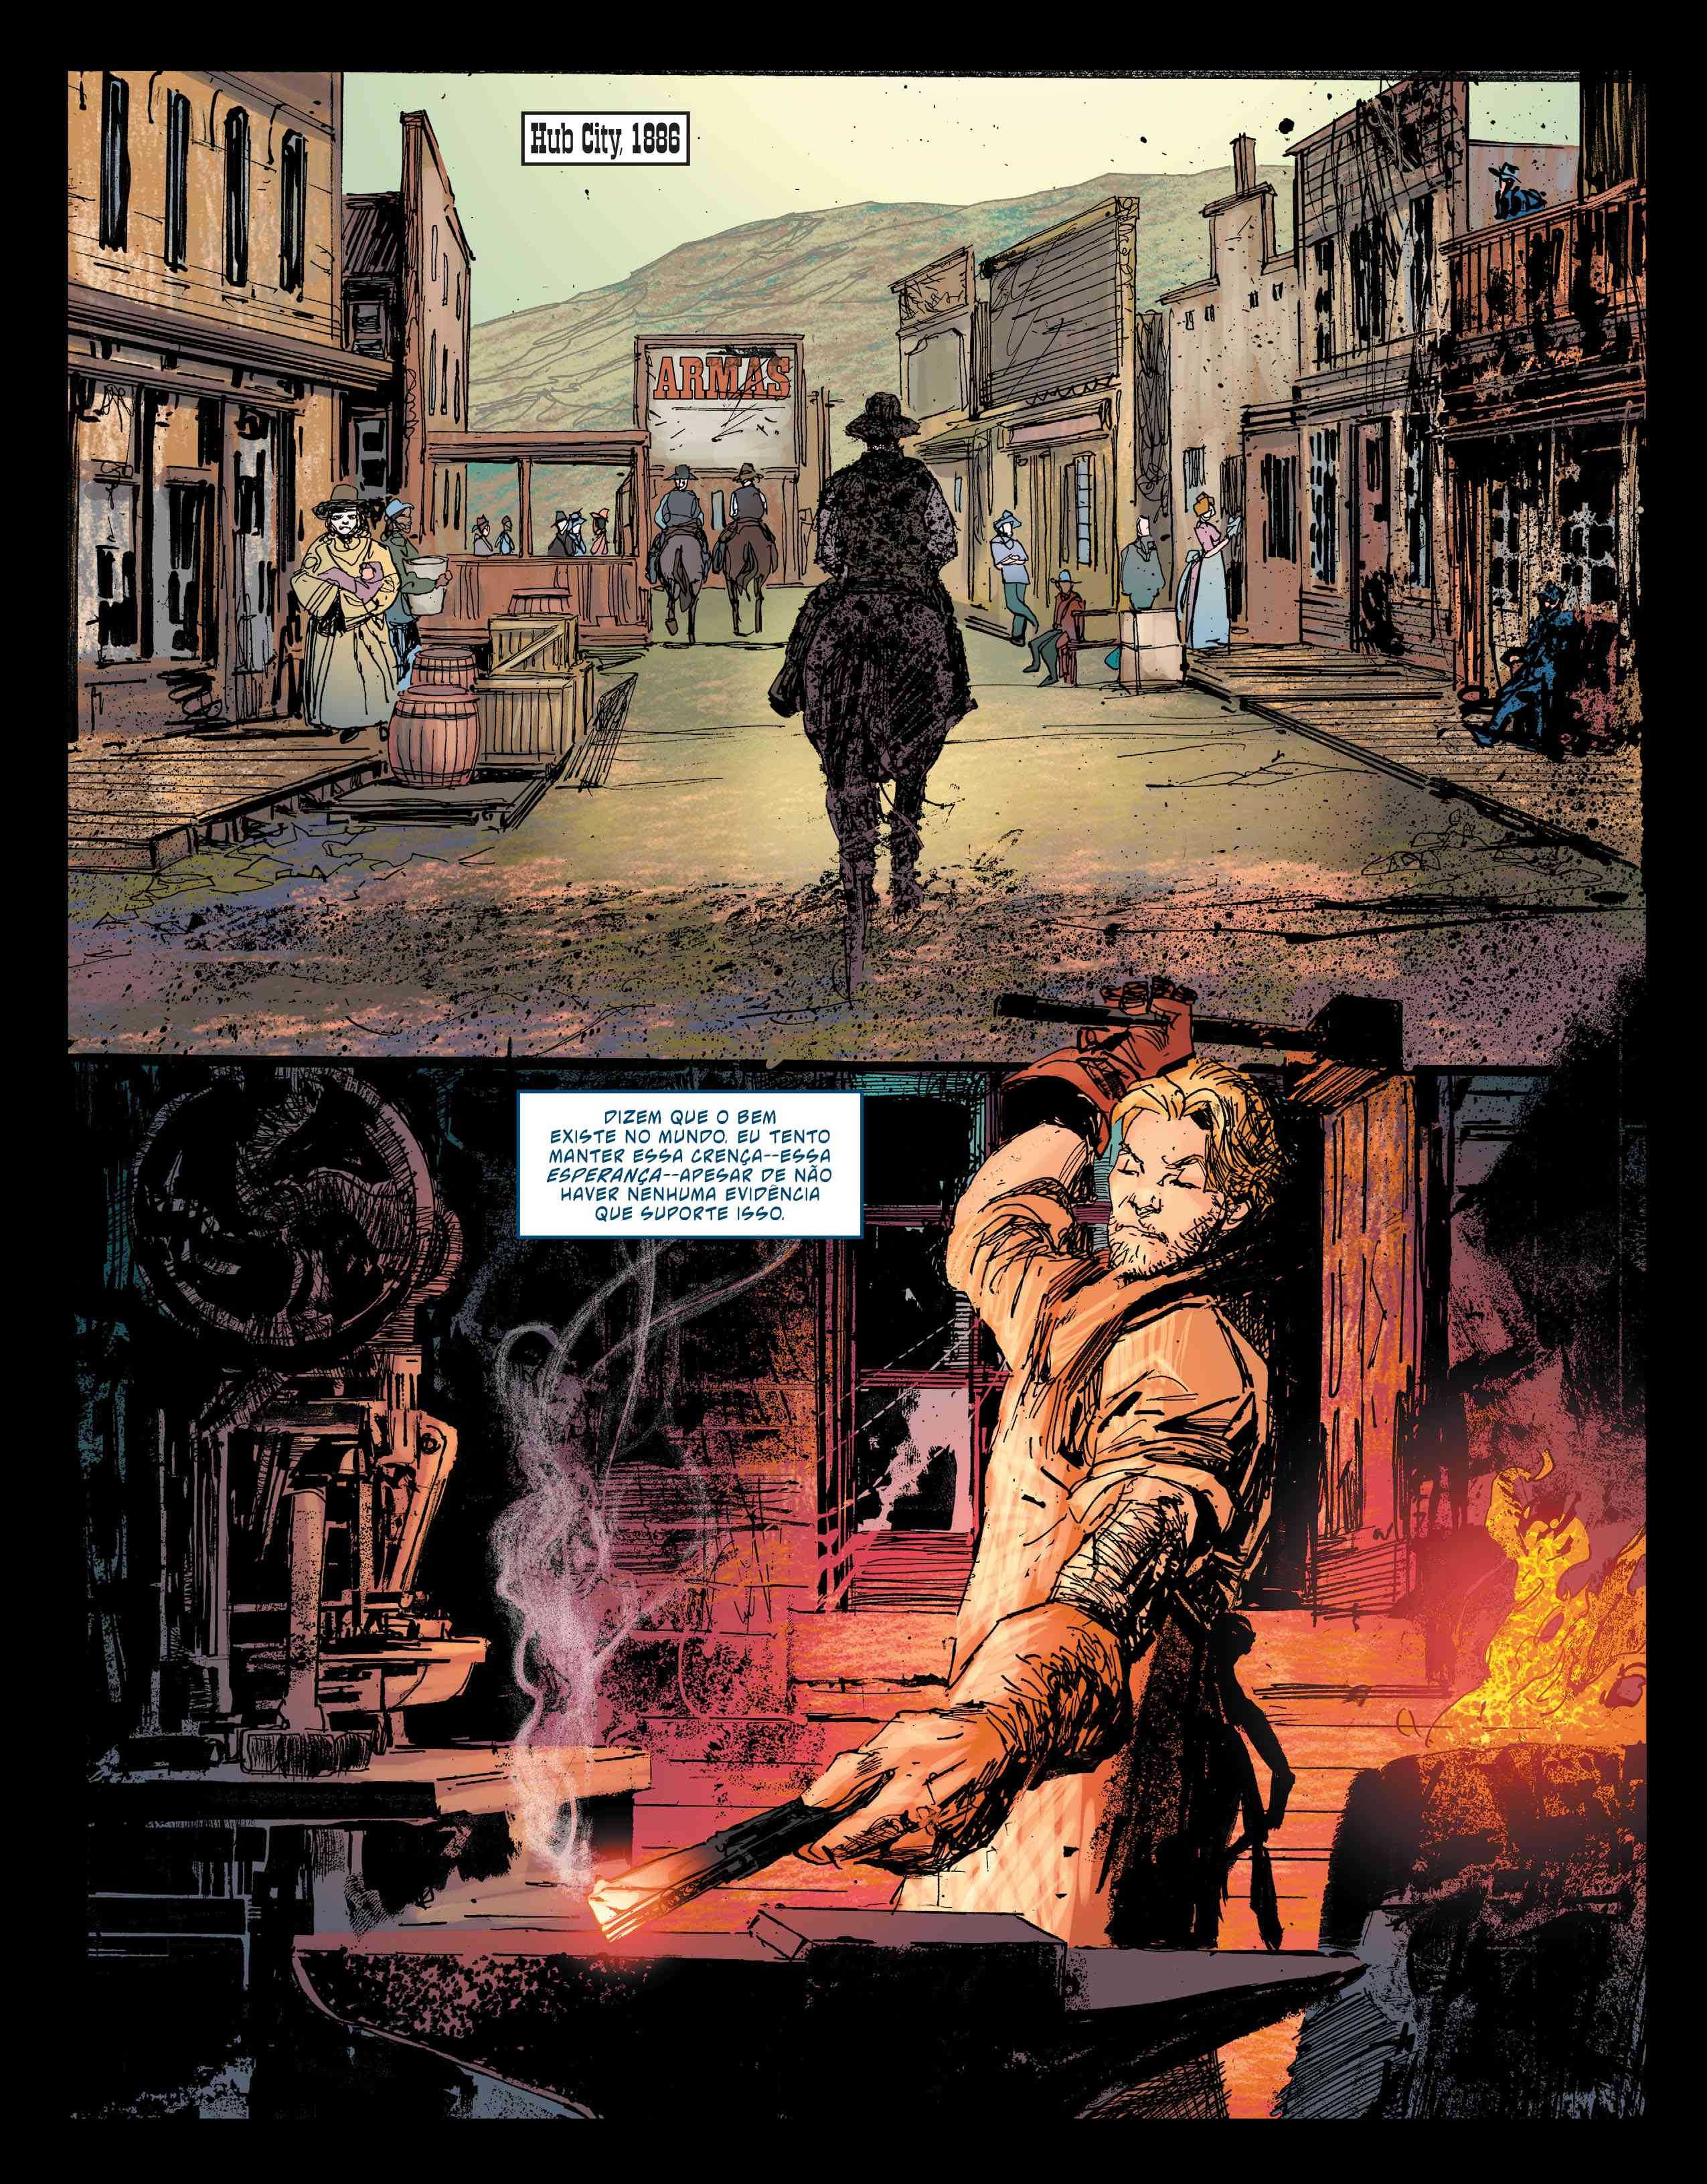 Hub City, 1886
ARMAS
DIZEM QUE O BEM
EXISTE NO MUNDO. EU TENTO
MANTER ESSA CRENÇA--ESSA
ESPERANÇA--APESAR DE NÃO
HAVER NENHUMA EVIDÊNCIA
QUE SUPORTE ISSO.